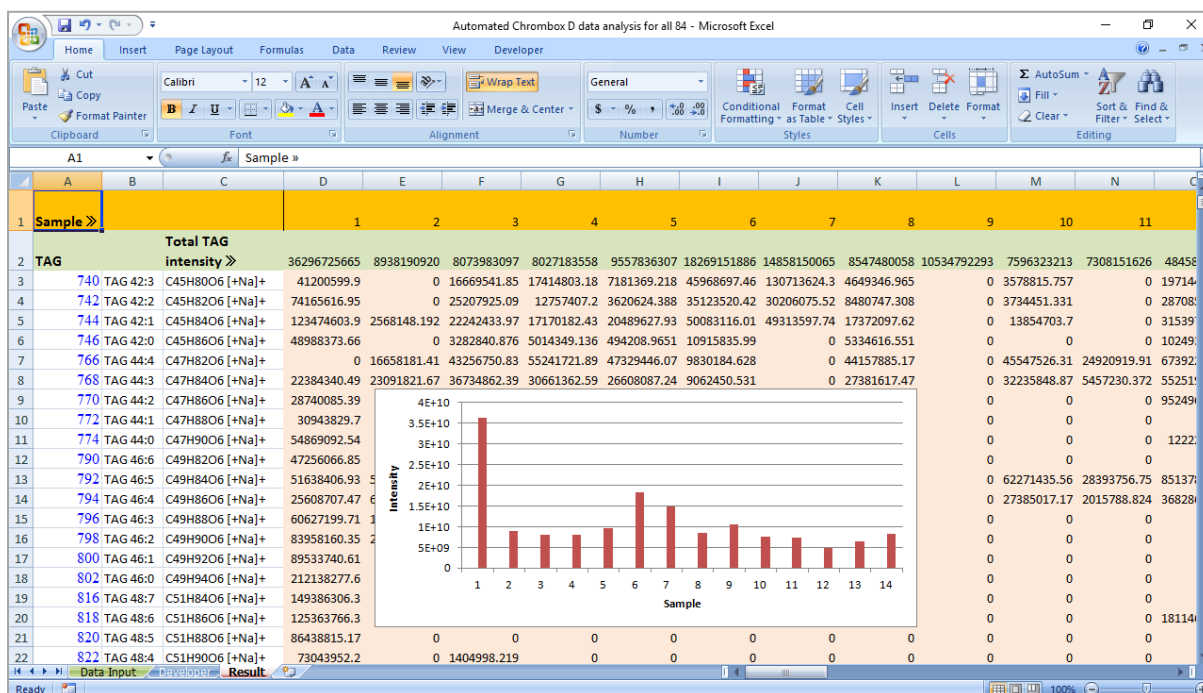 Automated Chrombox D data analysis for all 84 - Microsoft Excel
Home Insert Page Layout Formulas Data Review View Developer
Cut
Copy
Format Painter
Paste
Clipboard
Calibri 12
B I U
Font
Wrap Text
Merge & Center
Alignment
General
$ % ,
Number
Conditional Formatting
Format as Table
Cell Styles
Styles
Insert Delete Format
Cells
Σ AutoSum
Fill
Clear
Sort & Filter
Find & Select
Editing
A1 fx Sample »
A B C D E F G H I J K L M N
1 Sample » 1 2 3 4 5 6 7 8 9 10 11
2 TAG Total TAG intensity » 36296725665 8938190920 8073983097 8027183558 9557836307 18269151886 14858150065 8547480058 10534792293 7596323213 7308151626 48458
3 740 TAG 42:3 C45H80O6 [+Na]+ 41200599.9 0 16669541.85 17414803.18 7181369.218 45968697.46 130713624.3 4649346.965 0 3578815.757 0 19714
4 742 TAG 42:2 C45H82O6 [+Na]+ 74165616.95 0 25207925.09 12757407.2 3620624.388 35123520.42 30206075.52 8480747.308 0 3734451.331 0 28708
5 744 TAG 42:1 C45H84O6 [+Na]+ 123474603.9 2568148.192 22242433.97 17170182.43 20489627.93 50083116.01 49313597.74 17372097.62 0 13854703.7 0 31539
6 746 TAG 42:0 C45H86O6 [+Na]+ 48988373.66 0 3282840.876 5014349.136 494208.9651 10915835.99 0 5334616.551 0 0 0 10249
7 766 TAG 44:4 C47H82O6 [+Na]+ 0 16658181.41 43256750.83 55241721.89 47329446.07 9830184.628 0 44157885.17 0 45547526.31 24920919.91 67392
8 768 TAG 44:3 C47H84O6 [+Na]+ 22384340.49 23091821.67 36734862.39 30661362.59 26608087.24 9062450.531 0 27381617.47 0 32235848.87 5457230.372 55251
9 770 TAG 44:2 C47H86O6 [+Na]+ 28740085.39 0 0 0 95249
10 772 TAG 44:1 C47H88O6 [+Na]+ 30943829.7 0 0 0
11 774 TAG 44:0 C47H90O6 [+Na]+ 54869092.54 0 0 0 1222
12 790 TAG 46:6 C49H82O6 [+Na]+ 47256066.85 0 0 0
13 792 TAG 46:5 C49H84O6 [+Na]+ 51638406.93 5 0 62271435.56 28393756.75 85137
14 794 TAG 46:4 C49H86O6 [+Na]+ 25608707.47 6 0 27385017.17 2015788.824 36828
15 796 TAG 46:3 C49H88O6 [+Na]+ 60627199.71 1 0 0 0
16 798 TAG 46:2 C49H90O6 [+Na]+ 83958160.35 2 0 0 0
17 800 TAG 46:1 C49H92O6 [+Na]+ 89533740.61 0 0 0
18 802 TAG 46:0 C49H94O6 [+Na]+ 212138277.6 0 0 0
19 816 TAG 48:7 C51H84O6 [+Na]+ 149386306.3 0 0 0
20 818 TAG 48:6 C51H86O6 [+Na]+ 125363766.3 0 0 0 18114
21 820 TAG 48:5 C51H88O6 [+Na]+ 86438815.17 0 0 0 0 0 0 0 0 0 0
22 822 TAG 48:4 C51H90O6 [+Na]+ 73043952.2 0 1404998.219 0 0 0 0 0 0 0 0
4E+10
3.5E+10
3E+10
2.5E+10
2E+10
1.5E+10
1E+10
5E+09
0
Intensity
1 2 3 4 5 6 7 8 9 10 11 12 13 14
Sample
Data Input Developer Result
Ready 100%